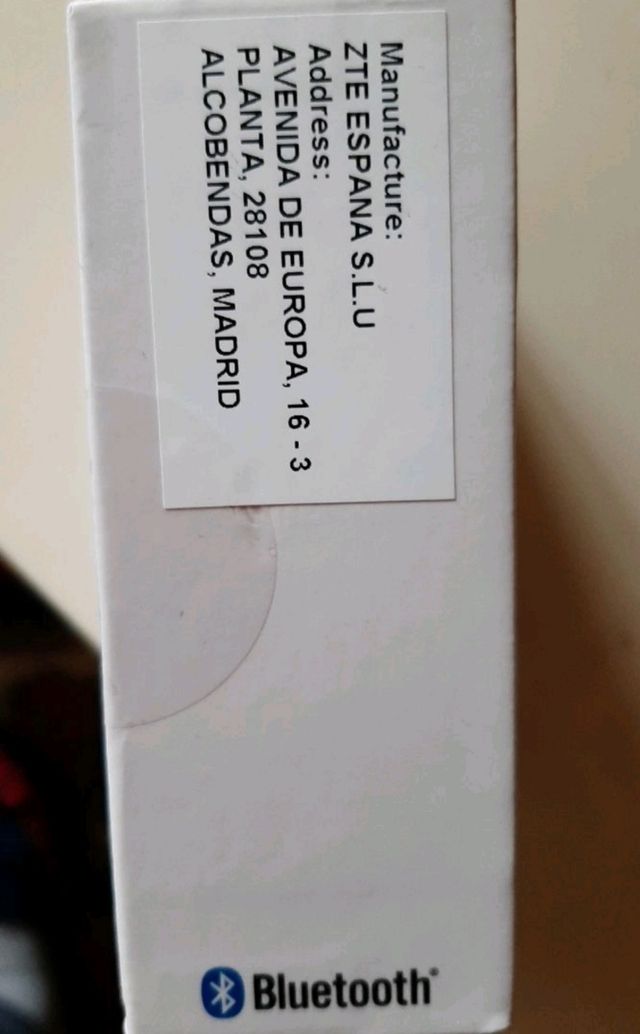 Manufacture:
ZTE ESPANA S.L.U
Address:
AVENIDA DE EUROPA, 16 - 3
PLANTA, 28108
ALCOBENDAS, MADRID
Bluetooth®